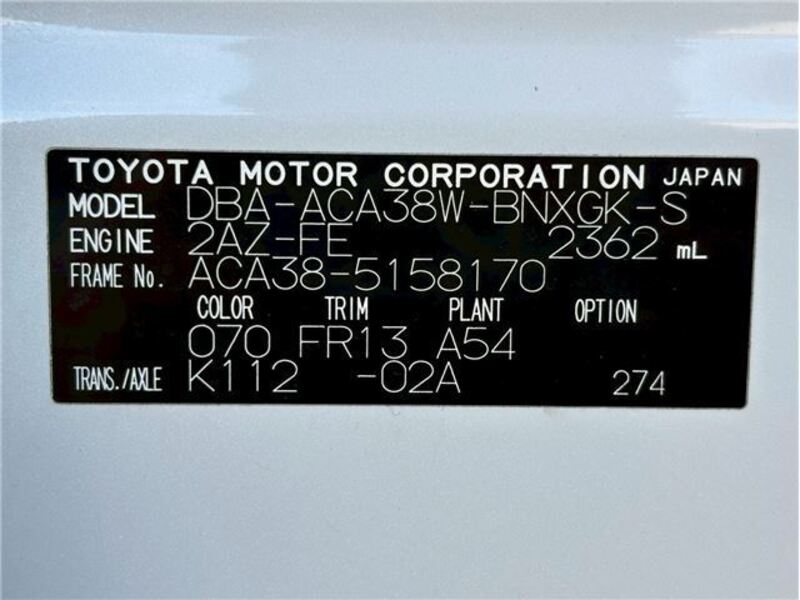 TOYOTA MOTOR CORPORATION JAPAN
MODEL DBA-ACA38W-BNXGK-S
ENGINE 2AZ-FE 2362 mL
FRAME No. ACA38-5158170
COLOR TRIM PLANT OPTION
070 FR13 A54
TRANS./AXLE K112 -02A 274